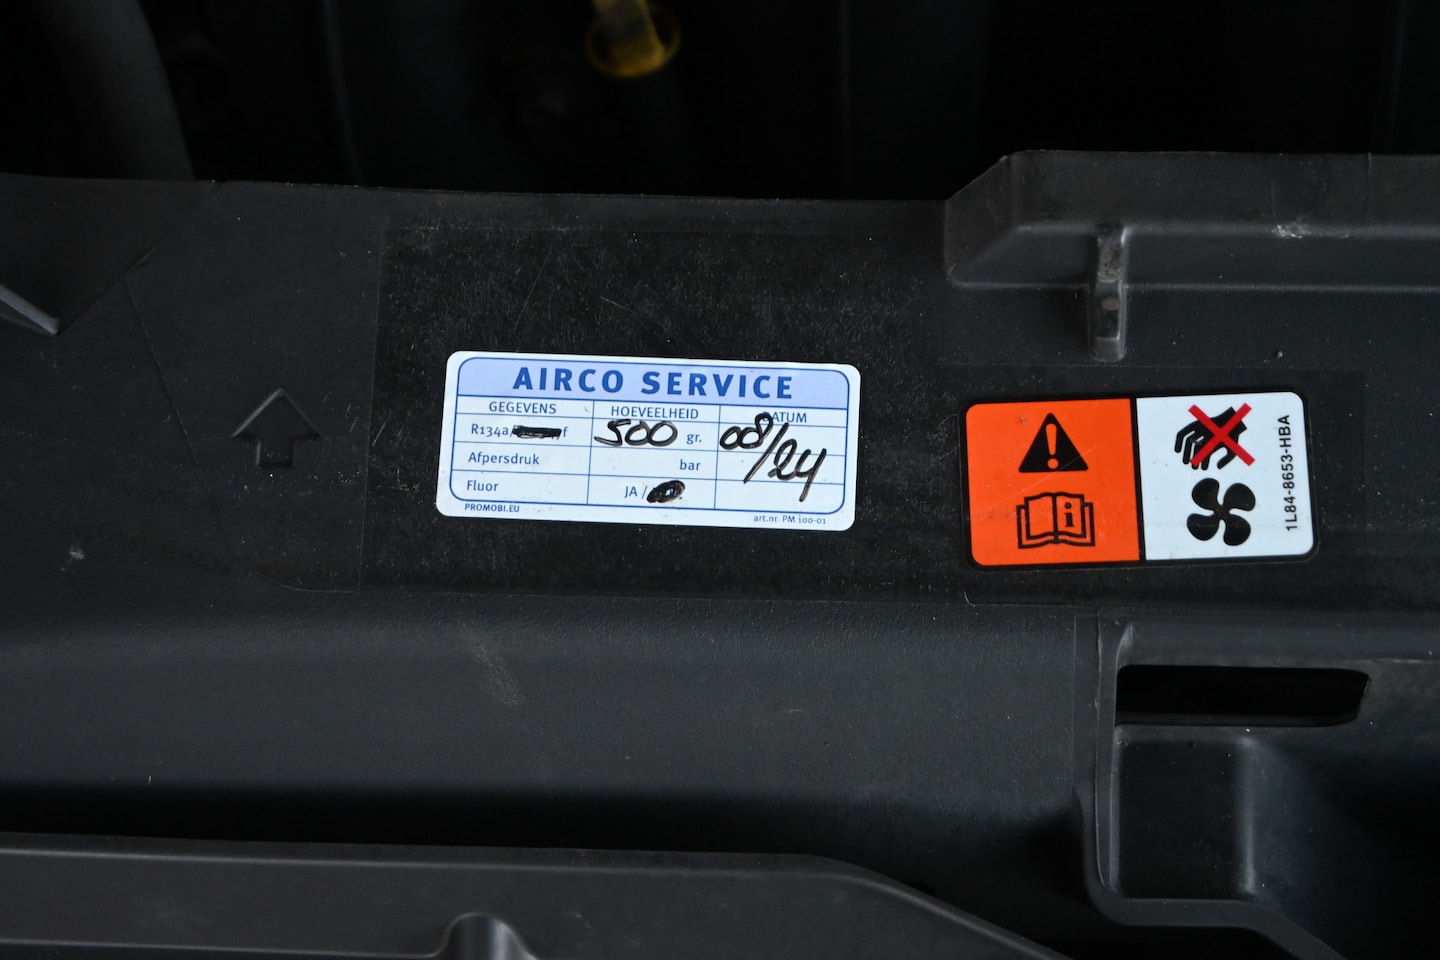 AIRCO SERVICE
GEGEVENS HOEVEELHEID DATUM
R134a/ f 500 gr. 08/24
Afpersdruk bar
Fluor JA /
PROMOBI.EU art.nr. PM 100-01
i
1L84-8653-HBA